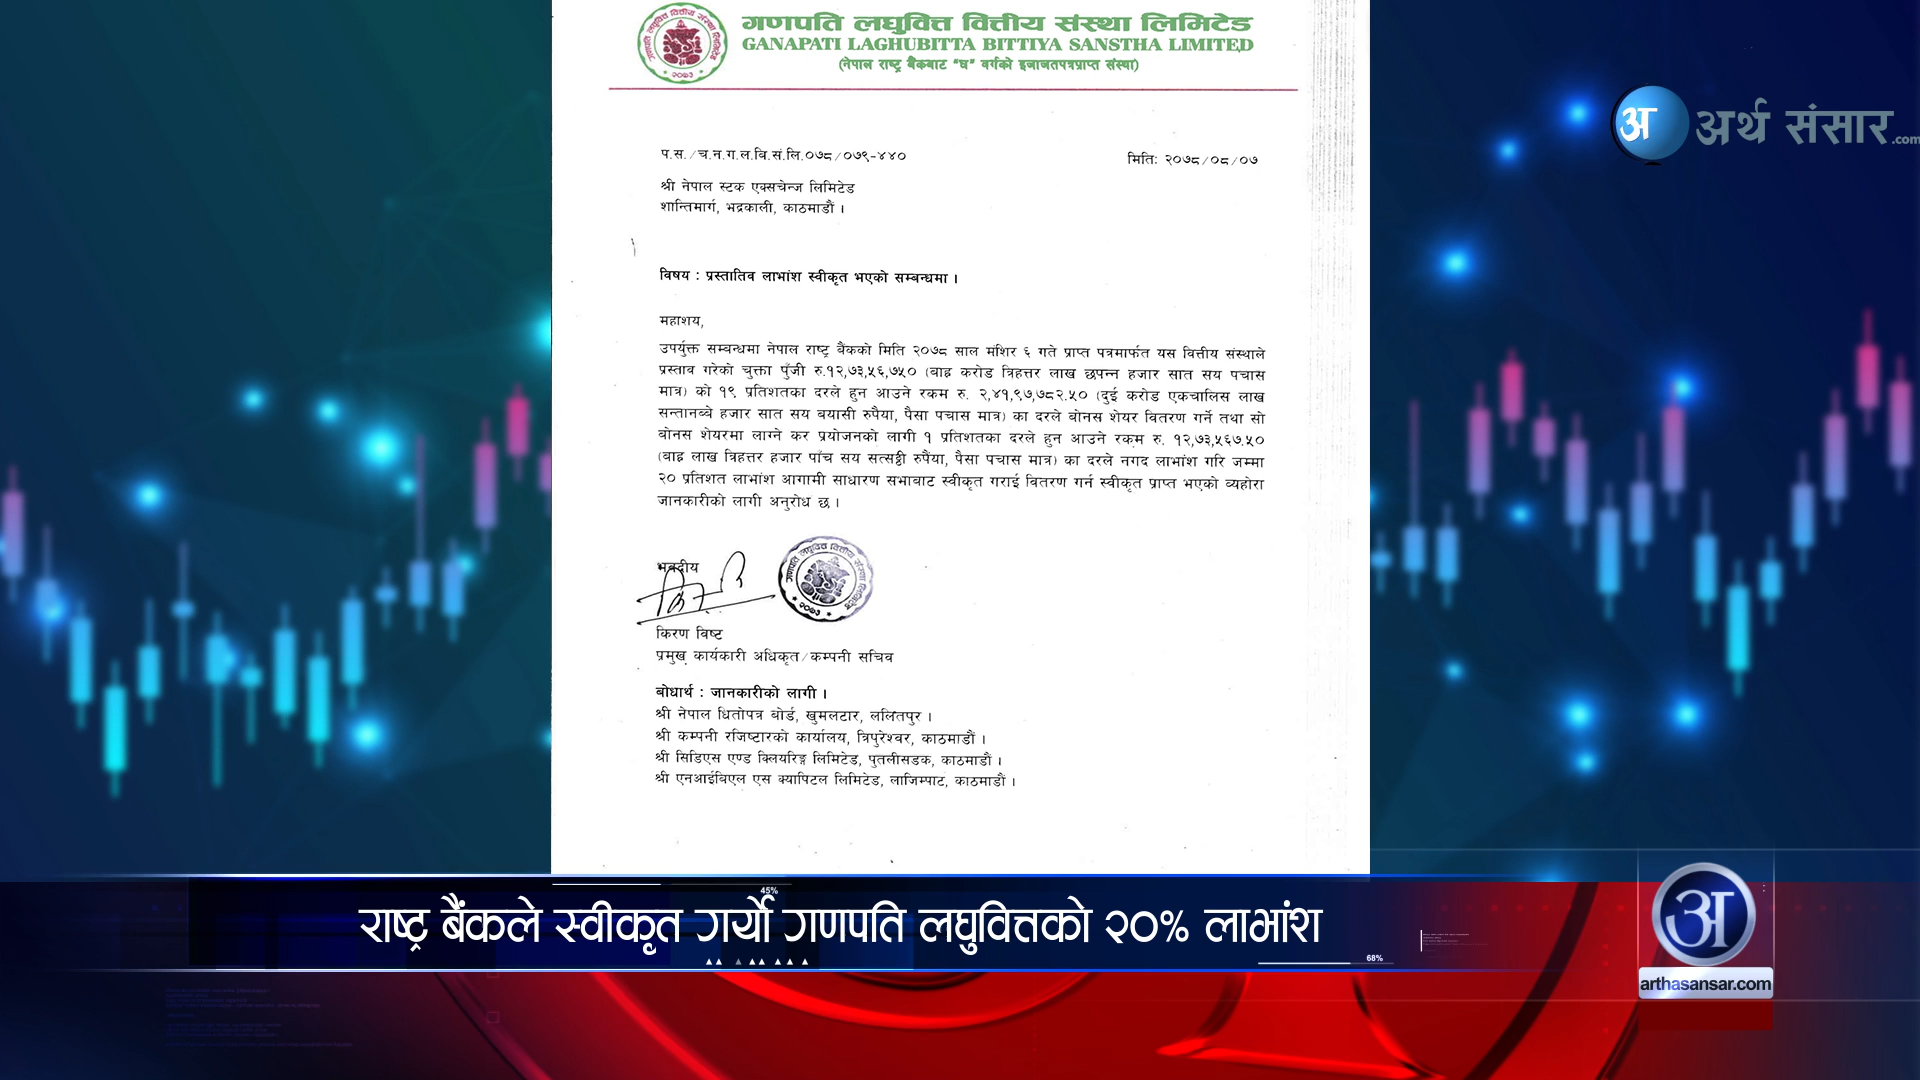 गणपति लघुवित्त वित्तीय संस्था लिमिटेड
GANAPATI LAGHUBITTA BITTIYA SANSTHA LIMITED
(नेपाल राष्ट्र बैंकबाट "घ" वर्गको इजाजतपत्रप्राप्त संस्था)
अ अर्थ संसार.com
प.स./च.न.ग.ल.बि.सं.लि.०७८/०७९-४४०
मितिः २०७८/०८/०७
श्री नेपाल स्टक एक्सचेन्ज लिमिटेड
शान्तिमार्ग, भद्रकाली, काठमाडौं ।
विषय : प्रस्तातिव लाभांश स्वीकृत भएको सम्बन्धमा ।
महाशय,
उपर्युक्त सम्बन्धमा नेपाल राष्ट्र बैंकको मिति २०७८ साल मंशिर ६ गते प्राप्त पत्रमार्फत यस वित्तीय संस्थाले
प्रस्ताव गरेको चुक्ता पुँजी रु.१२,७३,५६,७५० (बाह्र करोड त्रिहत्तर लाख छपन्न हजार सात सय पचास
मात्र) को १९ प्रतिशतका दरले हुन आउने रकम रु. २,४१,९७,७८२.५० (दुई करोड एकचालिस लाख
सन्तानब्बे हजार सात सय बयासी रुपैया, पैसा पचास मात्र) का दरले बोनस शेयर वितरण गर्ने तथा सो
बोनस शेयरमा लाग्ने कर प्रयोजनको लागी १ प्रतिशतका दरले हुन आउने रकम रु. १२,७३,५६७.५०
(बाह्र लाख त्रिहत्तर हजार पाँच सय सत्सठ्ठी रुपैंया, पैसा पचास मात्र) का दरले नगद लाभांश गरि जम्मा
२० प्रतिशत लाभांश आगामी साधारण सभाबाट स्वीकृत गराई वितरण गर्न स्वीकृत प्राप्त भएको व्यहोरा
जानकारीको लागी अनुरोध छ ।
भवदीय
किरण विष्ट
प्रमुख कार्यकारी अधिकृत/कम्पनी सचिव
बोधार्थ : जानकारीको लागी ।
श्री नेपाल धितोपत्र बोर्ड, खुमलटार, ललितपुर ।
श्री कम्पनी रजिष्टारको कार्यालय, त्रिपुरेश्वर, काठमाडौं ।
श्री सिडिएस एण्ड क्लियरिङ्ग लिमिटेड, पुतलीसडक, काठमाडौं ।
श्री एनआईबिएल एस क्यापिटल लिमिटेड, लाजिम्पाट, काठमाडौं ।
45%
राष्ट्र बैंकले स्वीकृत गर्यो गणपति लघुवित्तको २०% लाभांश
68%
अ
arthasansar.com